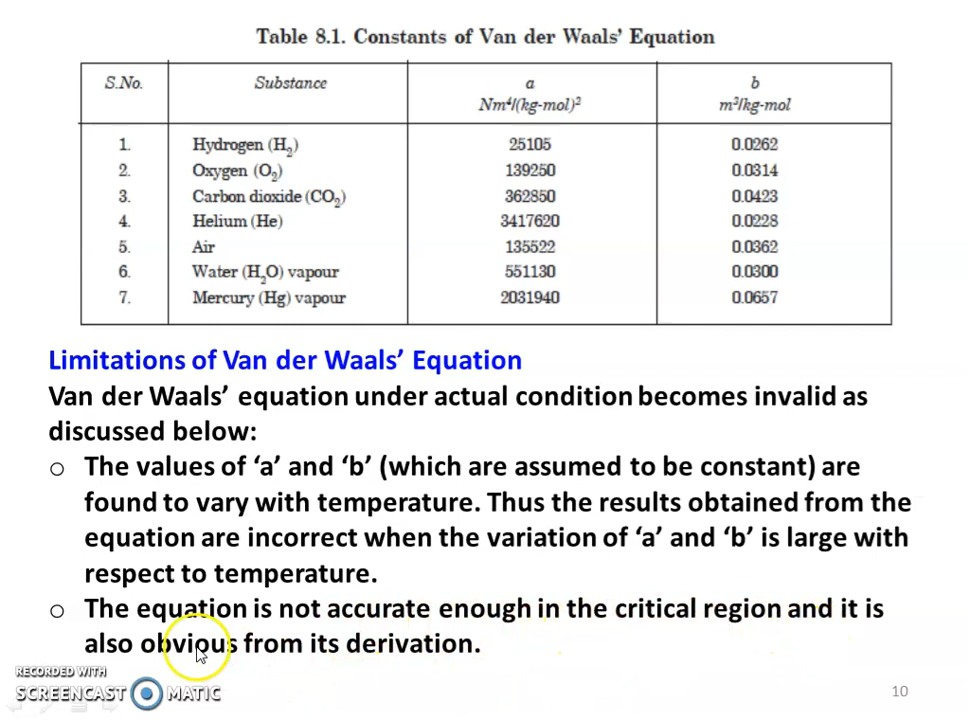 Table 8.1. Constants of Van der Waals’ Equation
S.No. Substance a b
Nm⁴/(kg-mol)² m³/kg-mol
1. Hydrogen (H₂) 25105 0.0262
2. Oxygen (O₂) 139250 0.0314
3. Carbon dioxide (CO₂) 362850 0.0423
4. Helium (He) 3417620 0.0228
5. Air 135522 0.0362
6. Water (H₂O) vapour 551130 0.0300
7. Mercury (Hg) vapour 2031940 0.0657
Limitations of Van der Waals’ Equation
Van der Waals’ equation under actual condition becomes invalid as
discussed below:
o The values of ‘a’ and ‘b’ (which are assumed to be constant) are
found to vary with temperature. Thus the results obtained from the
equation are incorrect when the variation of ‘a’ and ‘b’ is large with
respect to temperature.
o The equation is not accurate enough in the critical region and it is
also obvious from its derivation.
RECORDED WITH
SCREENCAST MATIC
10